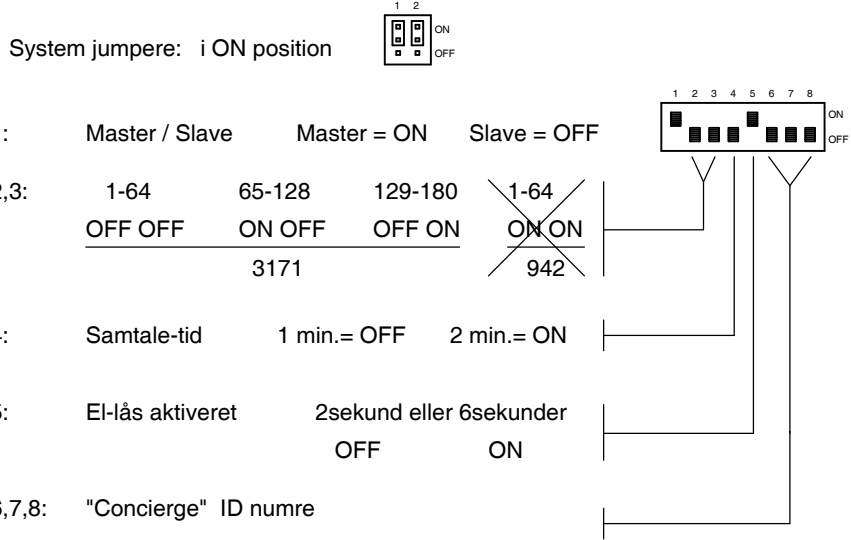 1 2
System jumpere: i ON position
ON
OFF
1 2 3 4 5 6 7 8
ON
OFF
: Master / Slave Master = ON Slave = OFF
2,3: 1-64 65-128 129-180 1-64
OFF OFF ON OFF OFF ON ON ON
3171 942
: Samtale-tid 1 min.= OFF 2 min.= ON
5: El-lås aktiveret 2sekund eller 6sekunder
OFF ON
6,7,8: "Concierge" ID numre